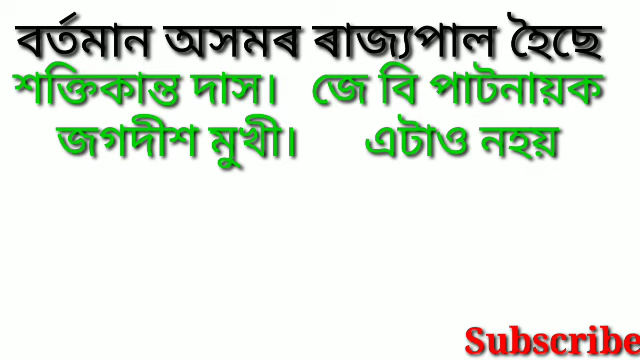 বৰ্তমান অসমৰ ৰাজ্যপাল হৈছে
শক্তিকান্ত দাস। জে বি পাটনায়ক
জগদীশ মুখী। এটাও নহয়
Subscribe